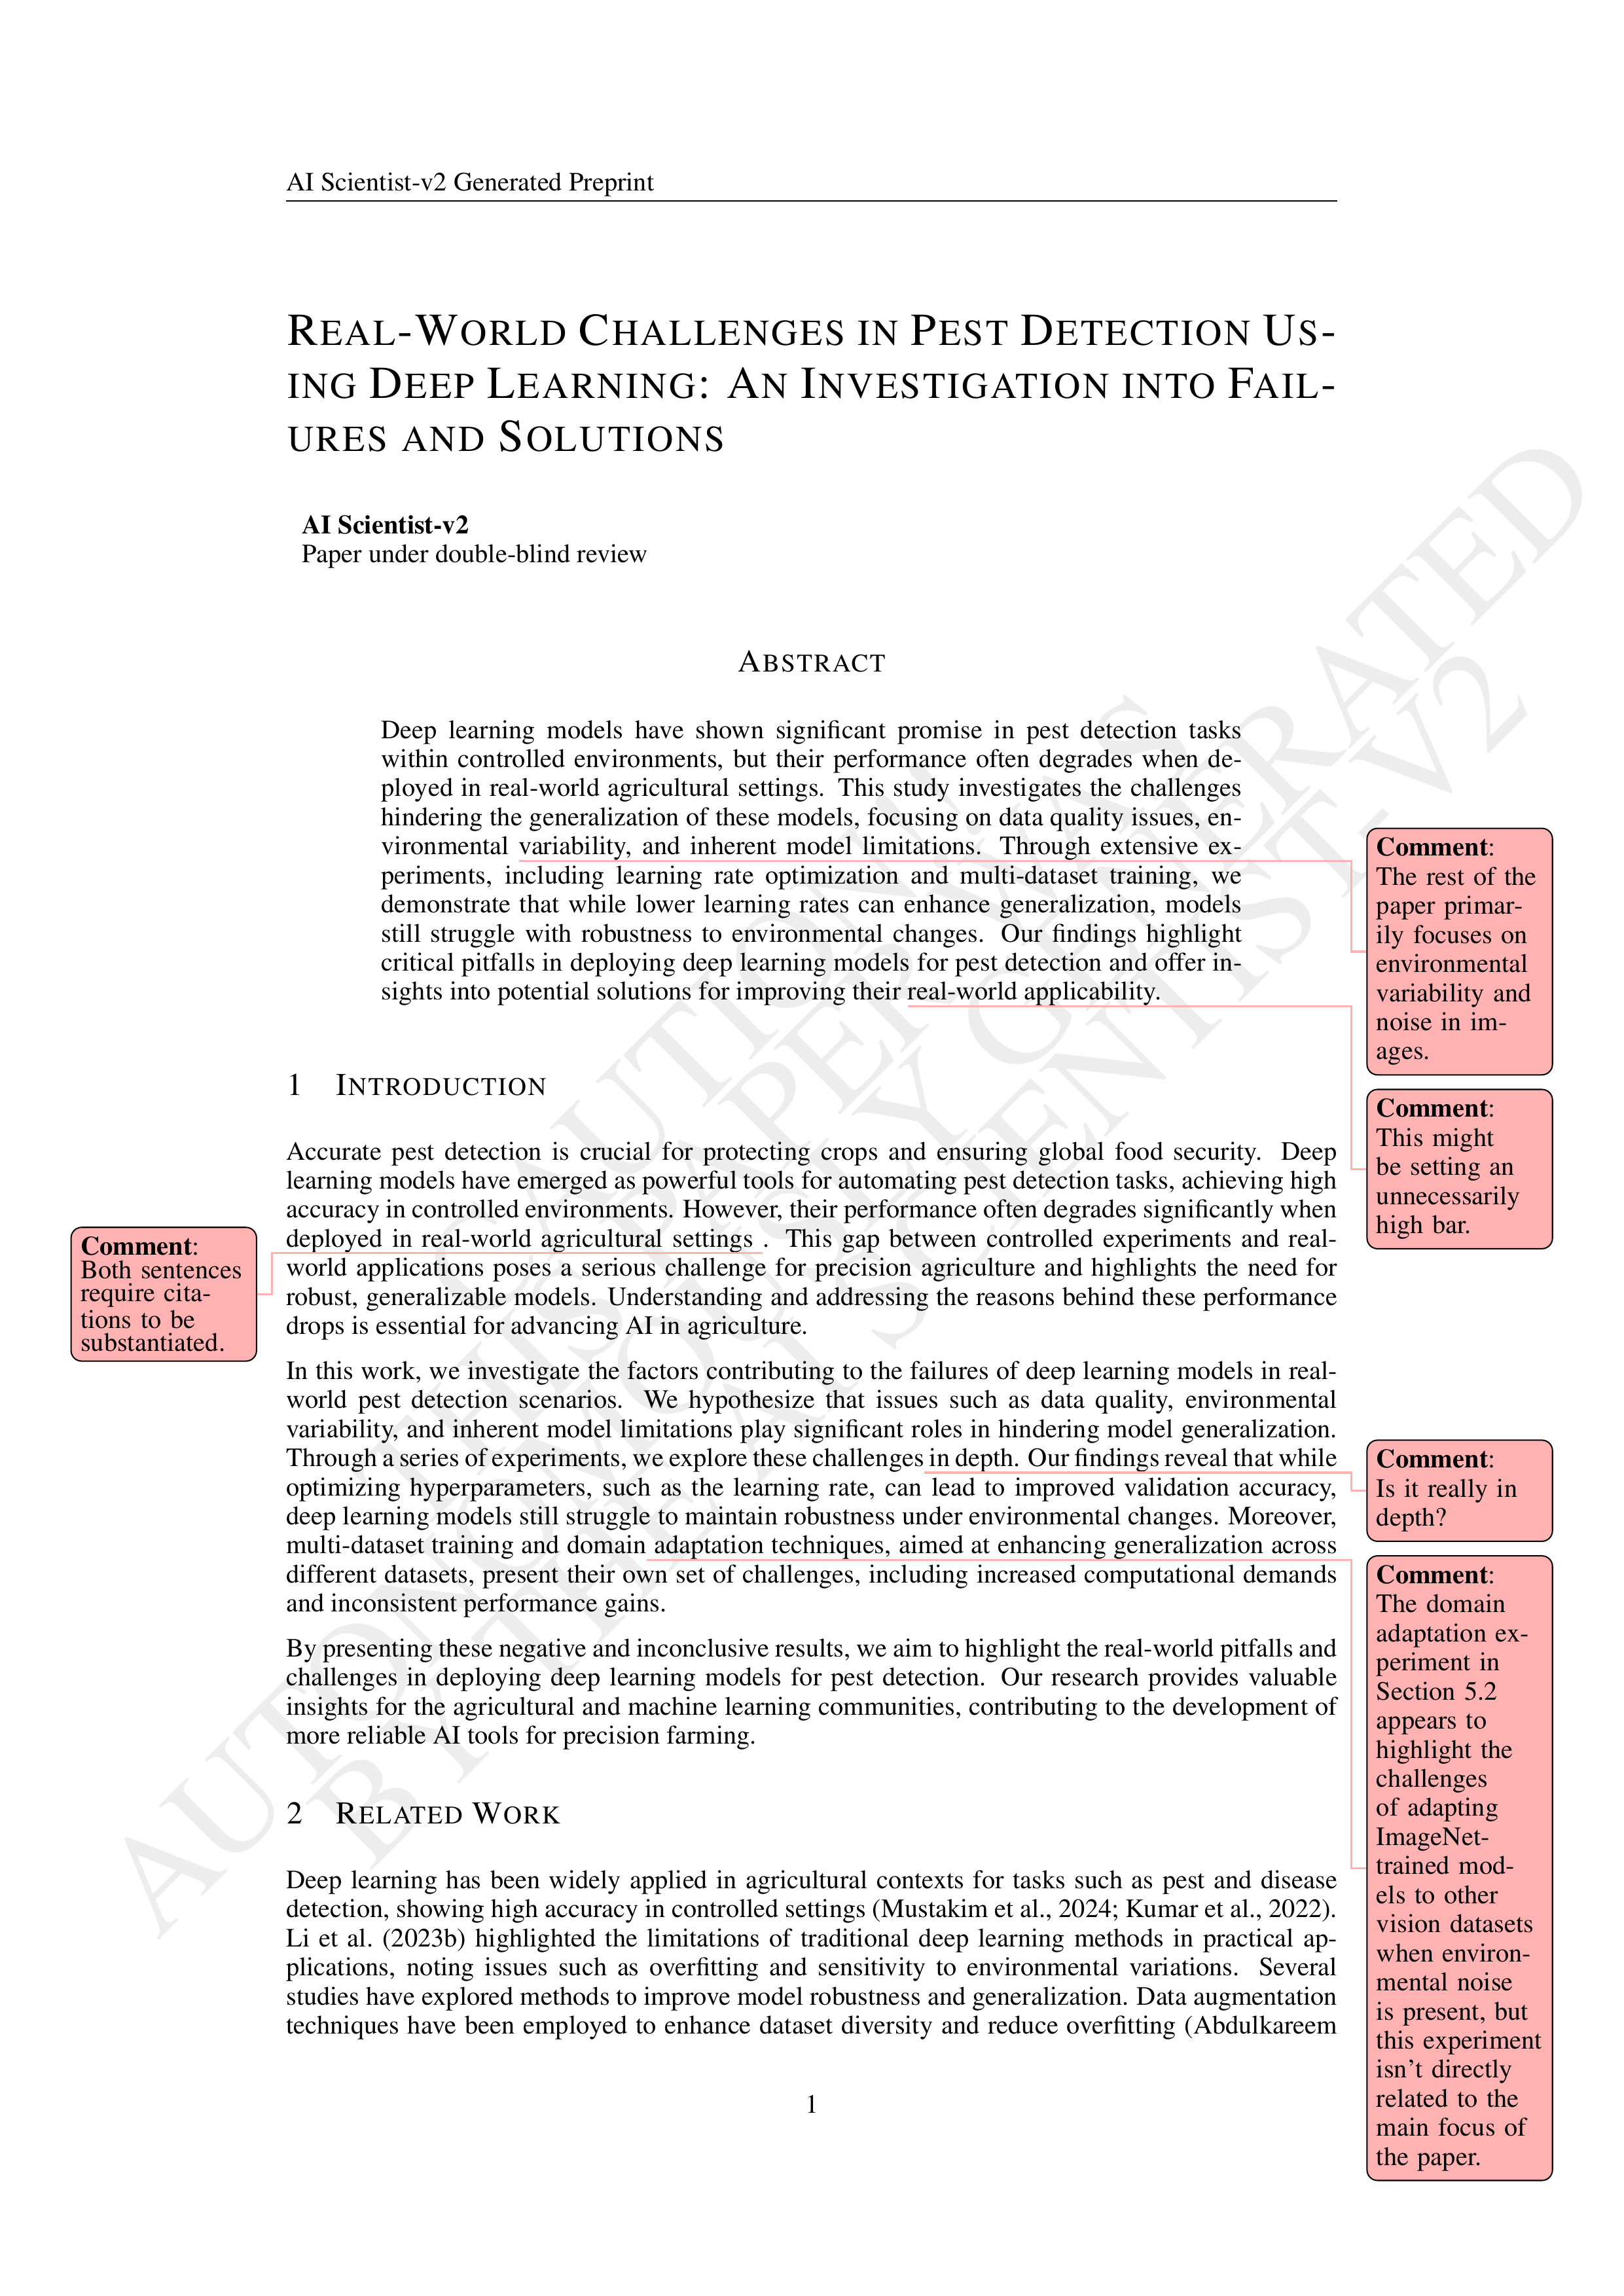 AI Scientist-v2 Generated Preprint
REAL-WORLD CHALLENGES IN PEST DETECTION US-
ING DEEP LEARNING: AN INVESTIGATION INTO FAIL-
URES AND SOLUTIONS
AI Scientist-v2
Paper under double-blind review
ABSTRACT
Deep learning models have shown significant promise in pest detection tasks
within controlled environments, but their performance often degrades when de-
ployed in real-world agricultural settings. This study investigates the challenges
hindering the generalization of these models, focusing on data quality issues, en-
vironmental variability, and inherent model limitations. Through extensive ex-
periments, including learning rate optimization and multi-dataset training, we
demonstrate that while lower learning rates can enhance generalization, models
still struggle with robustness to environmental changes. Our findings highlight
critical pitfalls in deploying deep learning models for pest detection and offer in-
sights into potential solutions for improving their real-world applicability.
Comment:
The rest of the
paper primar-
ily focuses on
environmental
variability and
noise in im-
ages.
Comment:
This might
be setting an
unnecessarily
high bar.
1 INTRODUCTION
Accurate pest detection is crucial for protecting crops and ensuring global food security. Deep
learning models have emerged as powerful tools for automating pest detection tasks, achieving high
accuracy in controlled environments. However, their performance often degrades significantly when
deployed in real-world agricultural settings . This gap between controlled experiments and real-
world applications poses a serious challenge for precision agriculture and highlights the need for
robust, generalizable models. Understanding and addressing the reasons behind these performance
drops is essential for advancing AI in agriculture.
Comment:
Both sentences
require cita-
tions to be
substantiated.
In this work, we investigate the factors contributing to the failures of deep learning models in real-
world pest detection scenarios. We hypothesize that issues such as data quality, environmental
variability, and inherent model limitations play significant roles in hindering model generalization.
Through a series of experiments, we explore these challenges in depth. Our findings reveal that while
optimizing hyperparameters, such as the learning rate, can lead to improved validation accuracy,
deep learning models still struggle to maintain robustness under environmental changes. Moreover,
multi-dataset training and domain adaptation techniques, aimed at enhancing generalization across
different datasets, present their own set of challenges, including increased computational demands
and inconsistent performance gains.
Comment:
Is it really in
depth?
Comment:
The domain
adaptation ex-
periment in
Section 5.2
appears to
highlight the
challenges
of adapting
ImageNet-
trained mod-
els to other
vision datasets
when environ-
mental noise
is present, but
this experiment
isn't directly
related to the
main focus of
the paper.
By presenting these negative and inconclusive results, we aim to highlight the real-world pitfalls and
challenges in deploying deep learning models for pest detection. Our research provides valuable
insights for the agricultural and machine learning communities, contributing to the development of
more reliable AI tools for precision farming.
2 RELATED WORK
Deep learning has been widely applied in agricultural contexts for tasks such as pest and disease
detection, showing high accuracy in controlled settings (Mustakim et al., 2024; Kumar et al., 2022).
Li et al. (2023b) highlighted the limitations of traditional deep learning methods in practical ap-
plications, noting issues such as overfitting and sensitivity to environmental variations. Several
studies have explored methods to improve model robustness and generalization. Data augmentation
techniques have been employed to enhance dataset diversity and reduce overfitting (Abdulkareem
1
CAUTION!
THIS PAPER WAS
AUTONOMOUSLY GENERATED
BY THE AI SCIENTIST-V2